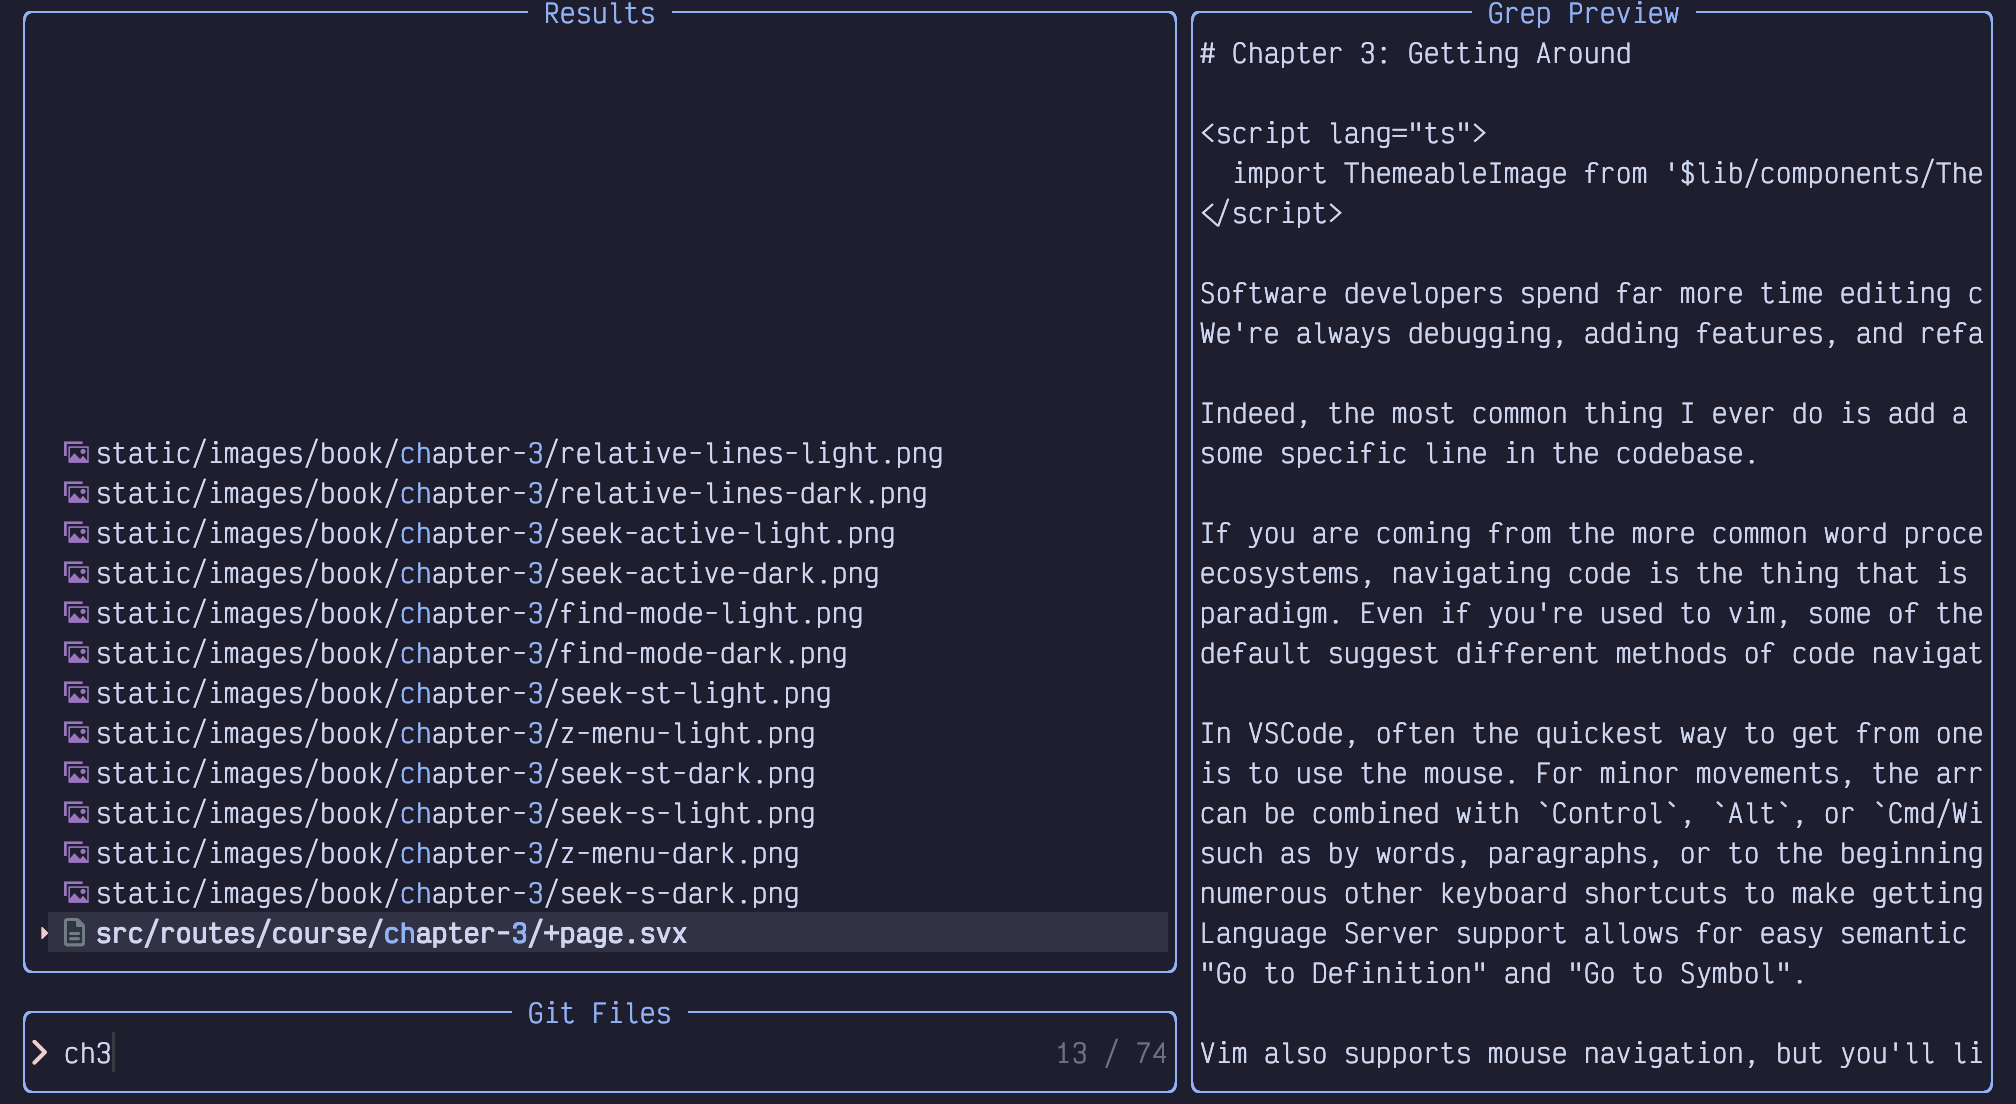 Results
static/images/book/chapter-3/relative-lines-light.png
static/images/book/chapter-3/relative-lines-dark.png
static/images/book/chapter-3/seek-active-light.png
static/images/book/chapter-3/seek-active-dark.png
static/images/book/chapter-3/find-mode-light.png
static/images/book/chapter-3/find-mode-dark.png
static/images/book/chapter-3/seek-st-light.png
static/images/book/chapter-3/z-menu-light.png
static/images/book/chapter-3/seek-st-dark.png
static/images/book/chapter-3/seek-s-light.png
static/images/book/chapter-3/z-menu-dark.png
static/images/book/chapter-3/seek-s-dark.png
src/routes/course/chapter-3/+page.svx
Git Files
> ch3 13 / 74
Grep Preview
# Chapter 3: Getting Around
<script lang="ts">
  import ThemeableImage from '$lib/components/The
</script>
Software developers spend far more time editing c
We're always debugging, adding features, and refa
Indeed, the most common thing I ever do is add a
some specific line in the codebase.
If you are coming from the more common word proce
ecosystems, navigating code is the thing that is
paradigm. Even if you're used to vim, some of the
default suggest different methods of code navigat
In VSCode, often the quickest way to get from one
is to use the mouse. For minor movements, the arr
can be combined with `Control`, `Alt`, or `Cmd/Wi
such as by words, paragraphs, or to the beginning
numerous other keyboard shortcuts to make getting
Language Server support allows for easy semantic
"Go to Definition" and "Go to Symbol".
Vim also supports mouse navigation, but you'll li